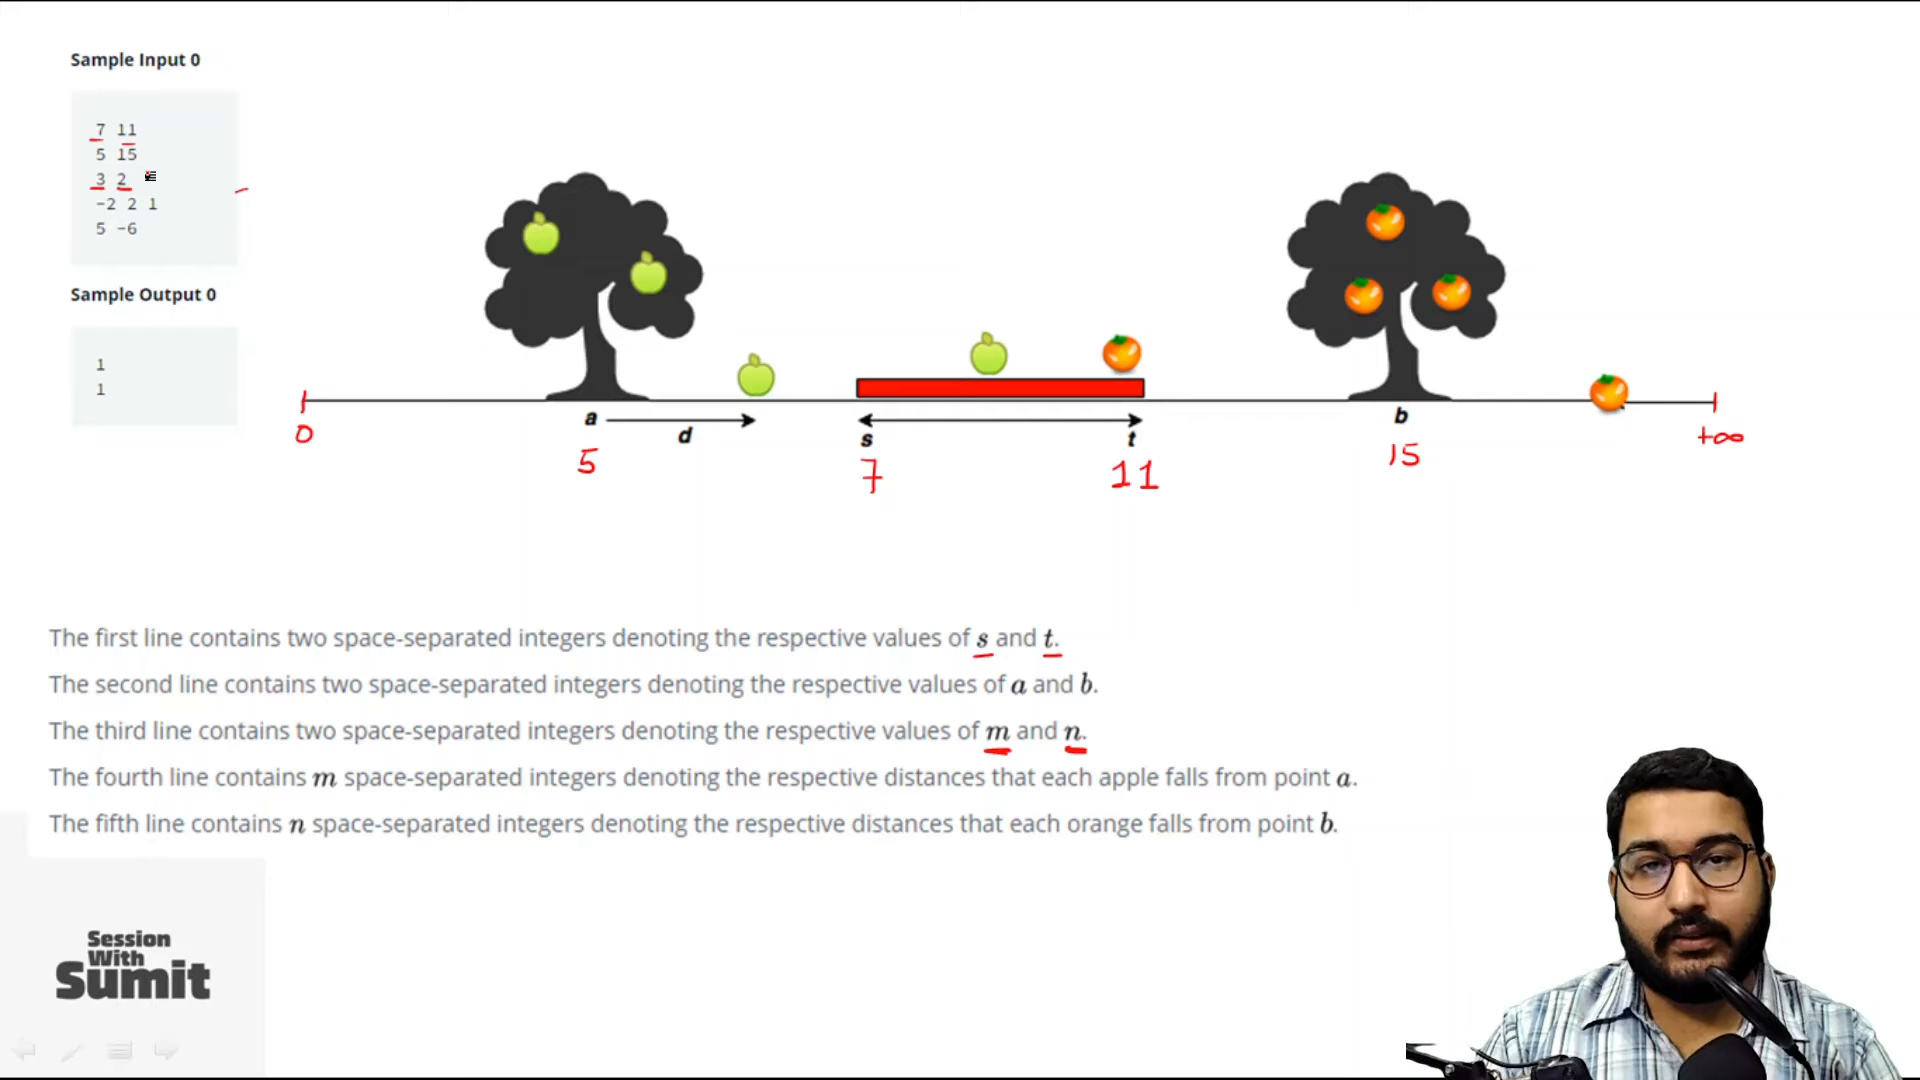 Sample Input 0
7 11
5 15
3 2
-2 2 1
5 -6
Sample Output 0
1
1
a
d
s
t
b
0
5
7
11
15
+∞
The first line contains two space-separated integers denoting the respective values of s and t.
The second line contains two space-separated integers denoting the respective values of a and b.
The third line contains two space-separated integers denoting the respective values of m and n.
The fourth line contains m space-separated integers denoting the respective distances that each apple falls from point a.
The fifth line contains n space-separated integers denoting the respective distances that each orange falls from point b.
Session
With
Sumit